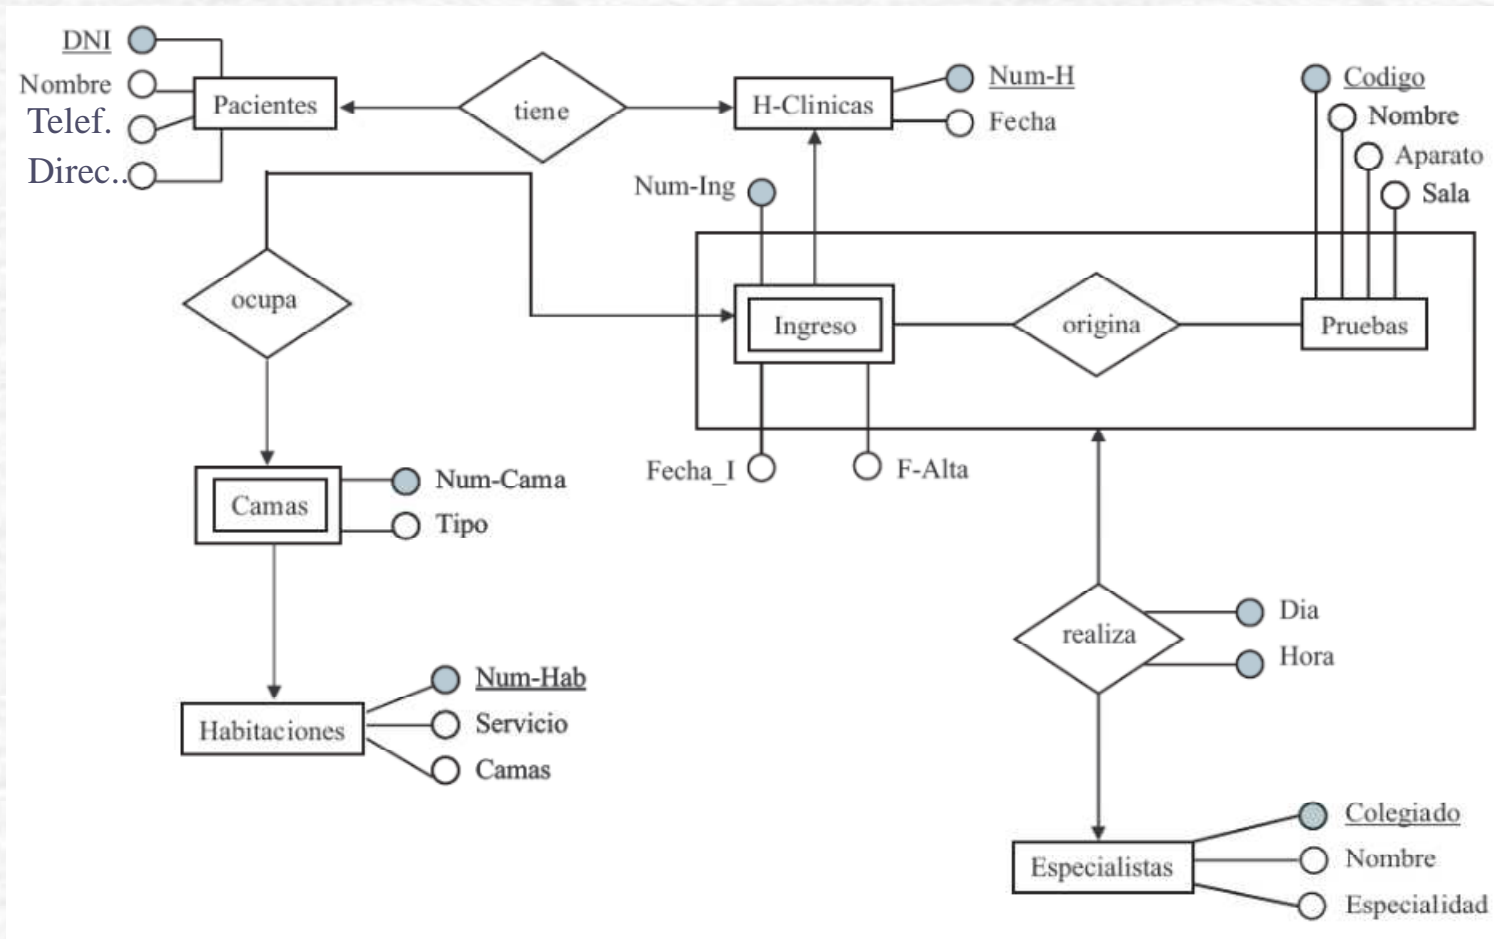 DNI
Nombre
Telef.
Direc..
Pacientes
tiene
H-Clinicas
Num-H
Fecha
Codigo
Nombre
Aparato
Sala
Num-Ing
ocupa
Ingreso
origina
Pruebas
Fecha_I
F-Alta
Camas
Num-Cama
Tipo
realiza
Dia
Hora
Habitaciones
Num-Hab
Servicio
Camas
Especialistas
Colegiado
Nombre
Especialidad